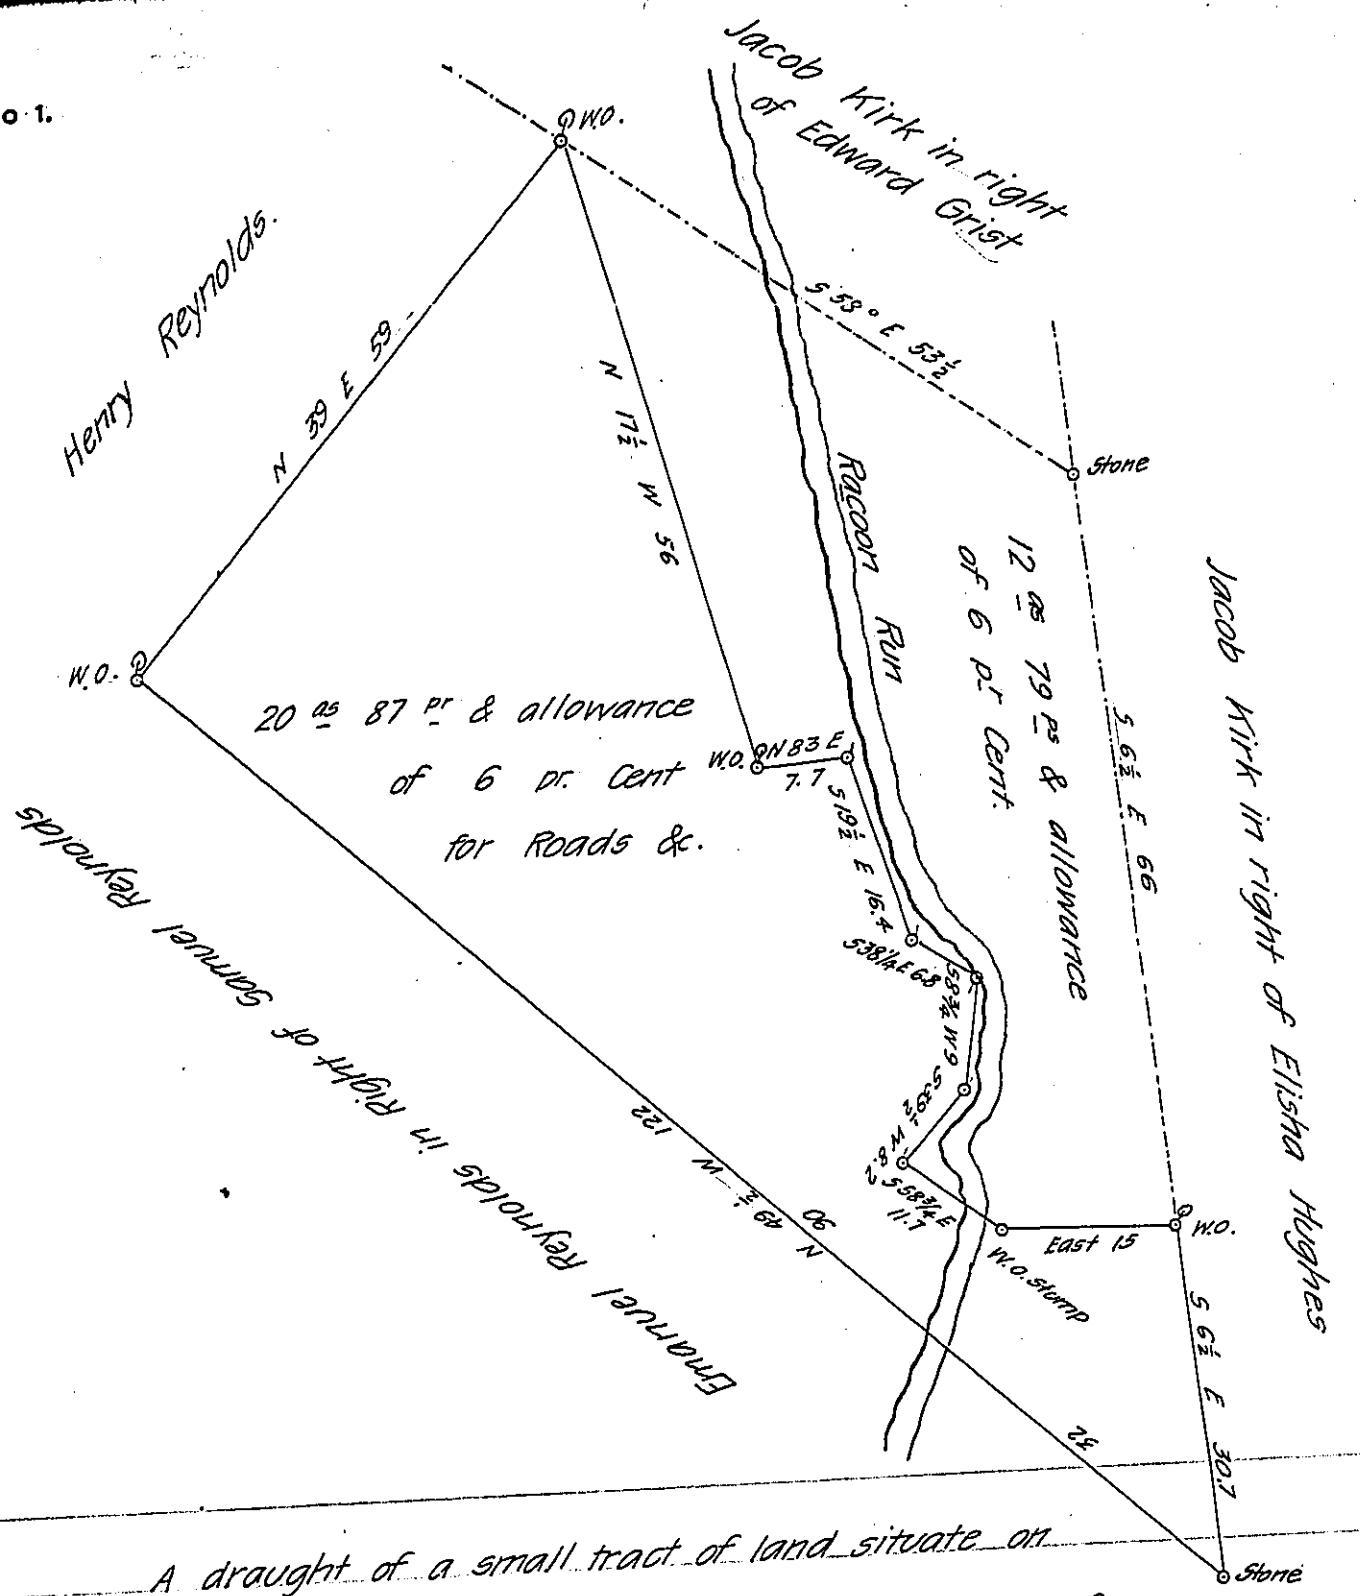 o 1.
Jacob Kirk in right
of Edward Grist
W.O.
Henry Reynolds.
N 39 E 59
S 58° E 53½
N 17½ W 56
Stone
Racoon Run
12 as 79 ps & allowance
of 6 pr Cent.
Jacob Kirk in right of Elisha Hughes
S 6½ E 66
W.O.
20 as 87 pr & allowance
of 6 pr. Cent
for Roads &c.
W.O.
N 83 E
7.7
S 19½ E 16.4
S 38¼ E 6.8
S 8¾ W 9
S 39½ W 8.2
S 58¾ E
11.7
W.O. Stump
East 15
W.O.
S 6½ E 30.7
Emanuel Reynolds in Right of Samuel Reynolds
N 49½ W 122
90
32
Stone
A draught of a small tract of land situate on